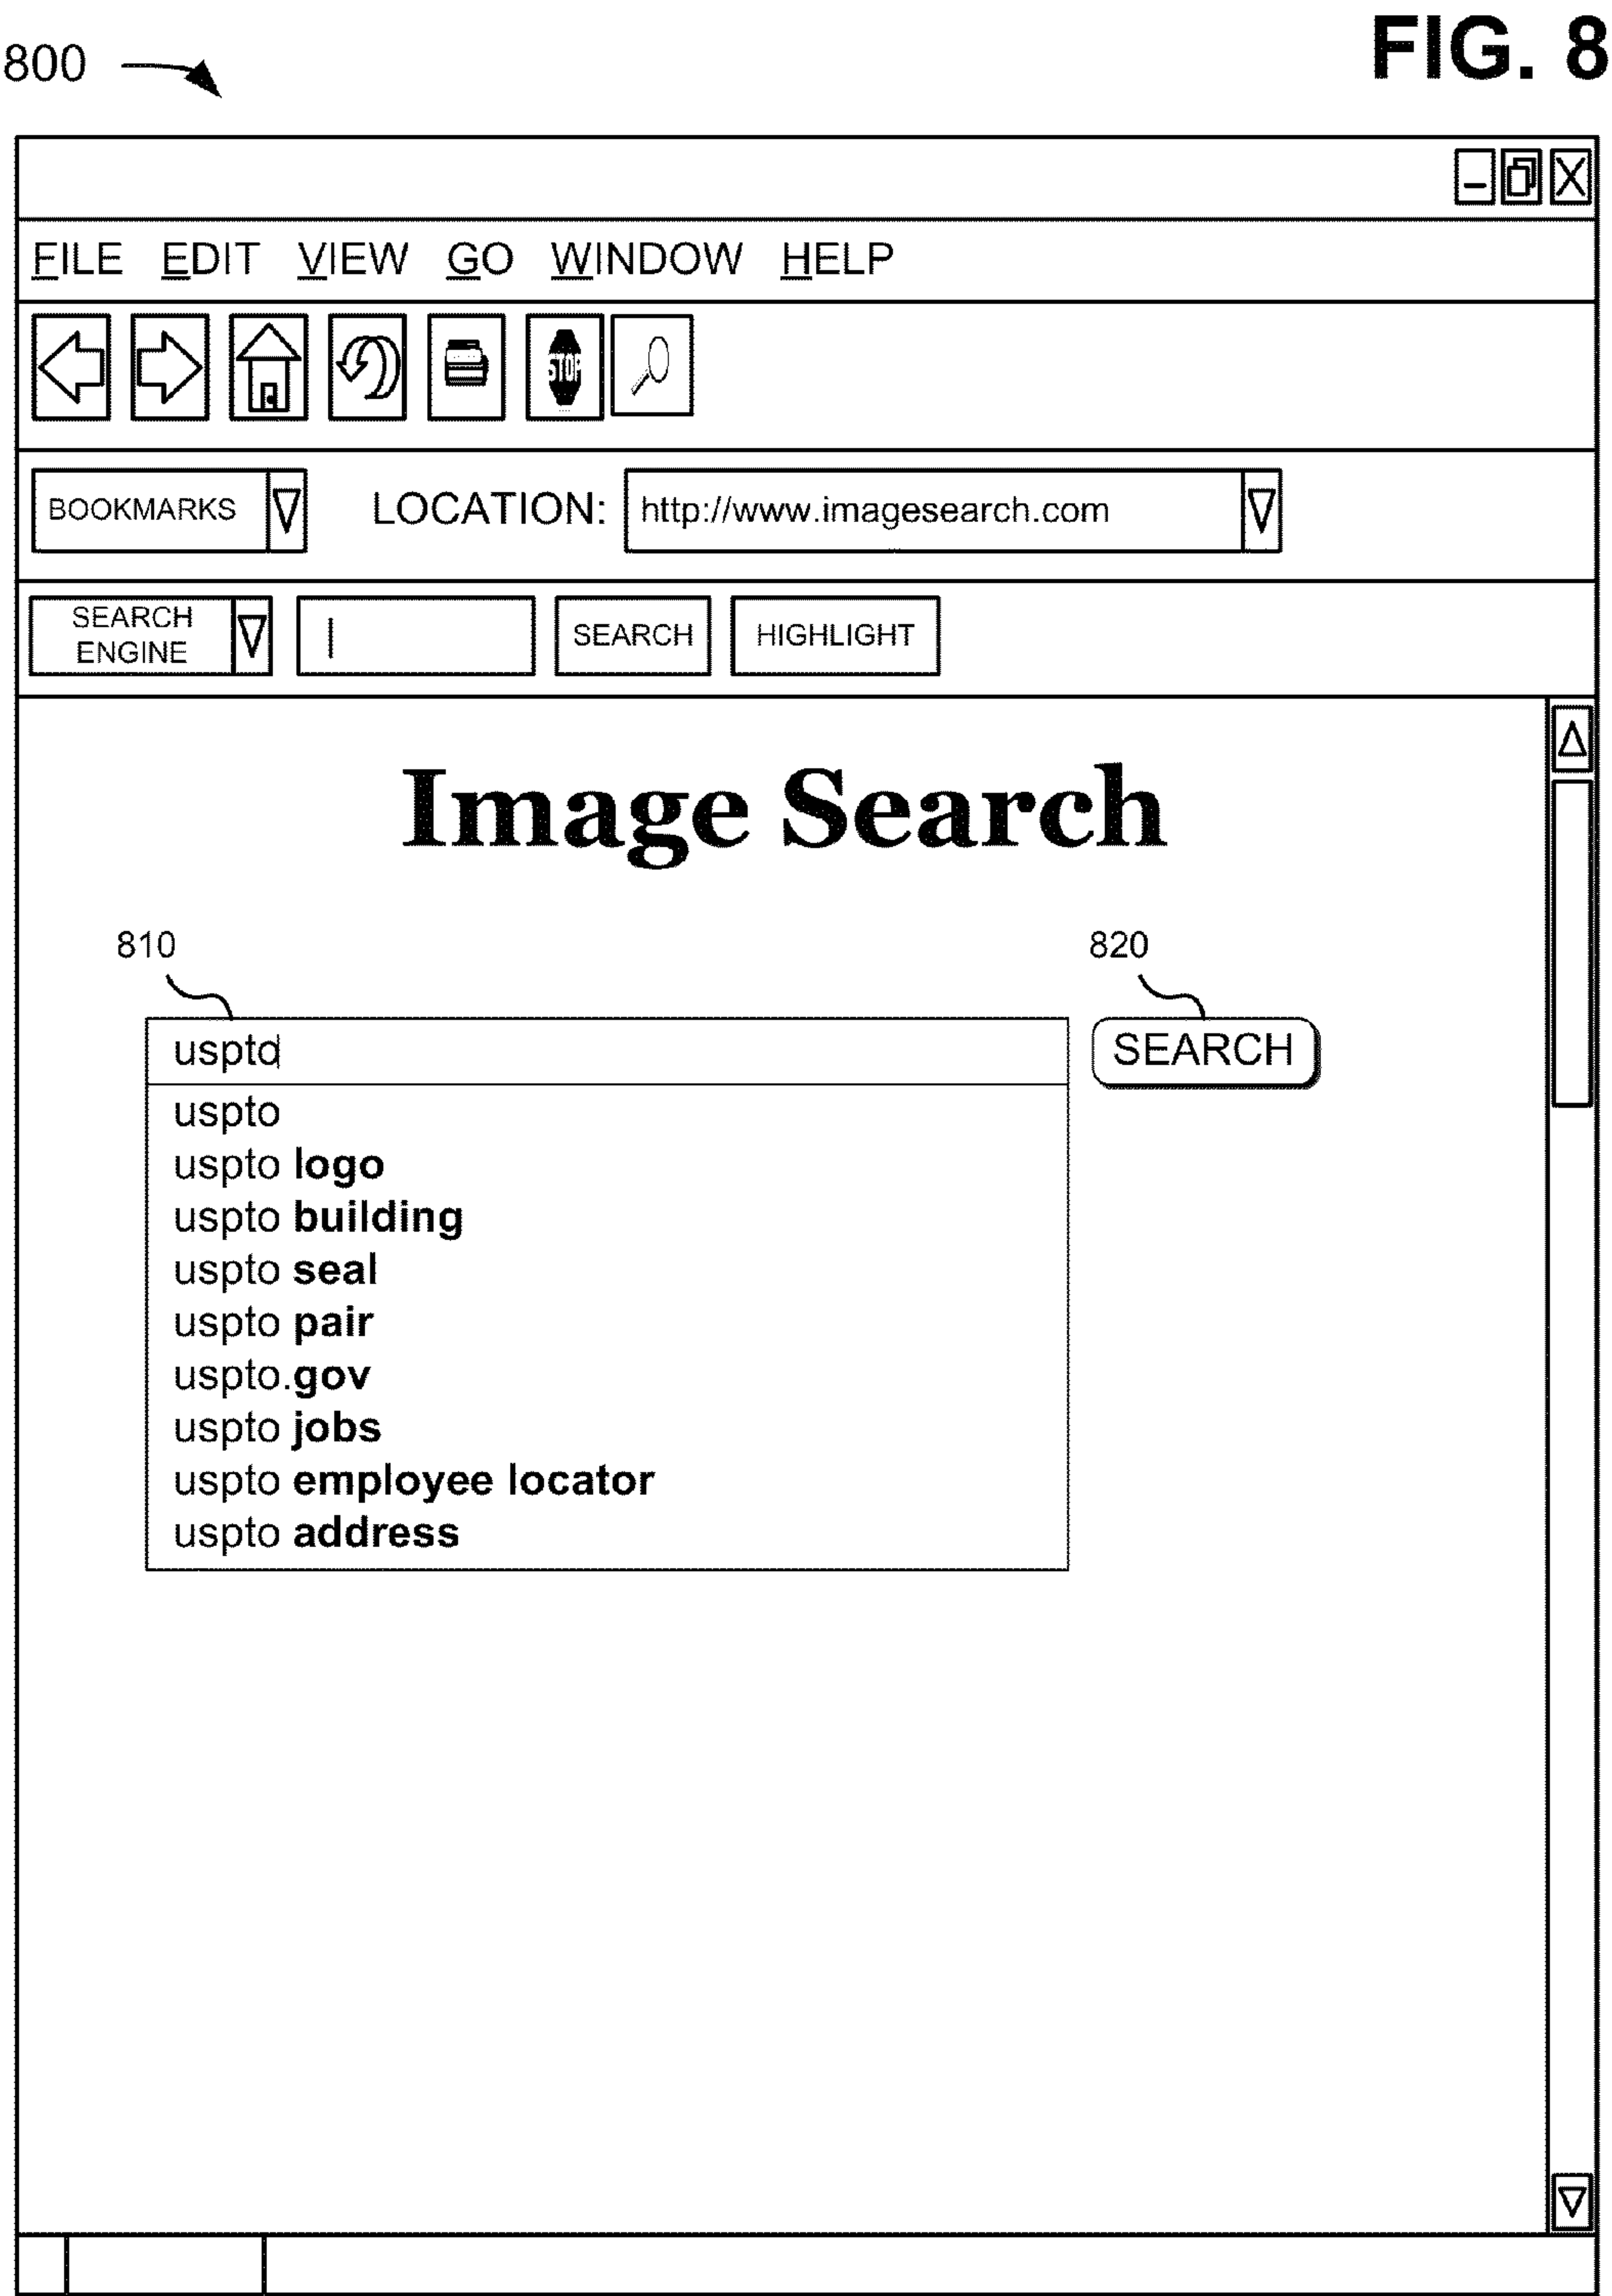 800
FIG. 8
FILE EDIT VIEW GO WINDOW HELP
STOP
BOOKMARKS LOCATION: http://www.imagesearch.com
SEARCH ENGINE SEARCH HIGHLIGHT
Image Search
810
820
uspto
SEARCH
uspto
uspto logo
uspto building
uspto seal
uspto pair
uspto.gov
uspto jobs
uspto employee locator
uspto address